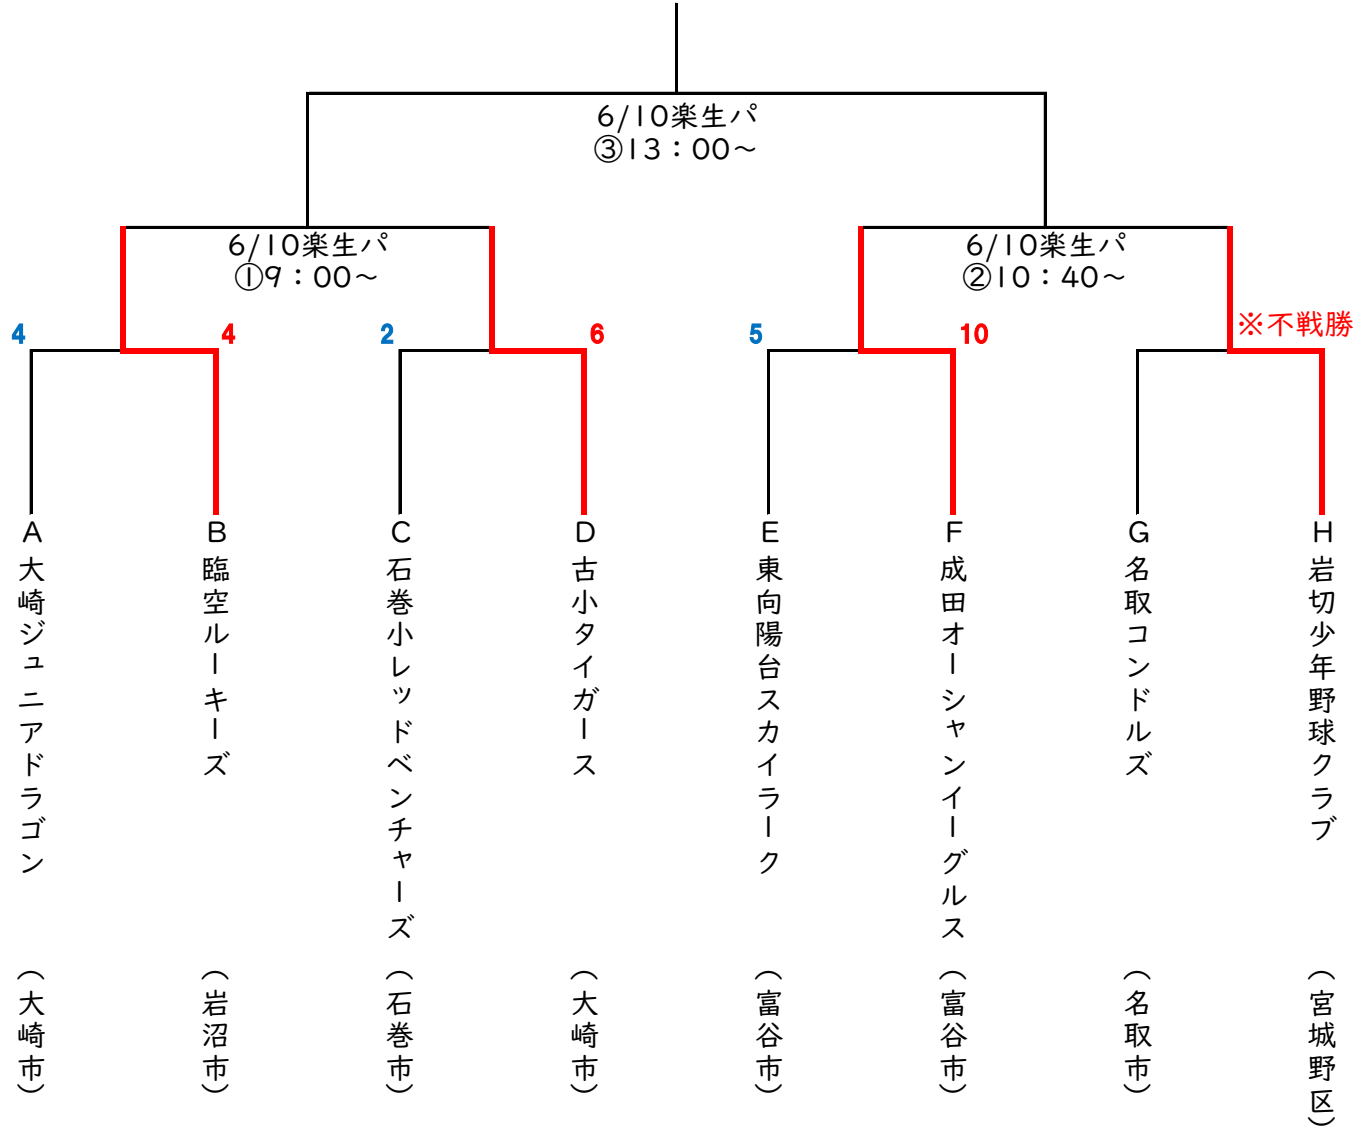 6/10楽生パ
③13：00～
6/10楽生パ
①9：00～
6/10楽生パ
②10：40～
4
4
2
6
5
10
※不戦勝
A 大崎ジュニアドラゴン （大崎市）
B 臨空ルーキーズ （岩沼市）
C 石巻小レッドベンチャーズ （石巻市）
D 古小タイガース （大崎市）
E 東向陽台スカイラーク （富谷市）
F 成田オーシャンイーグルス （富谷市）
G 名取コンドルズ （名取市）
H 岩切少年野球クラブ （宮城野区）